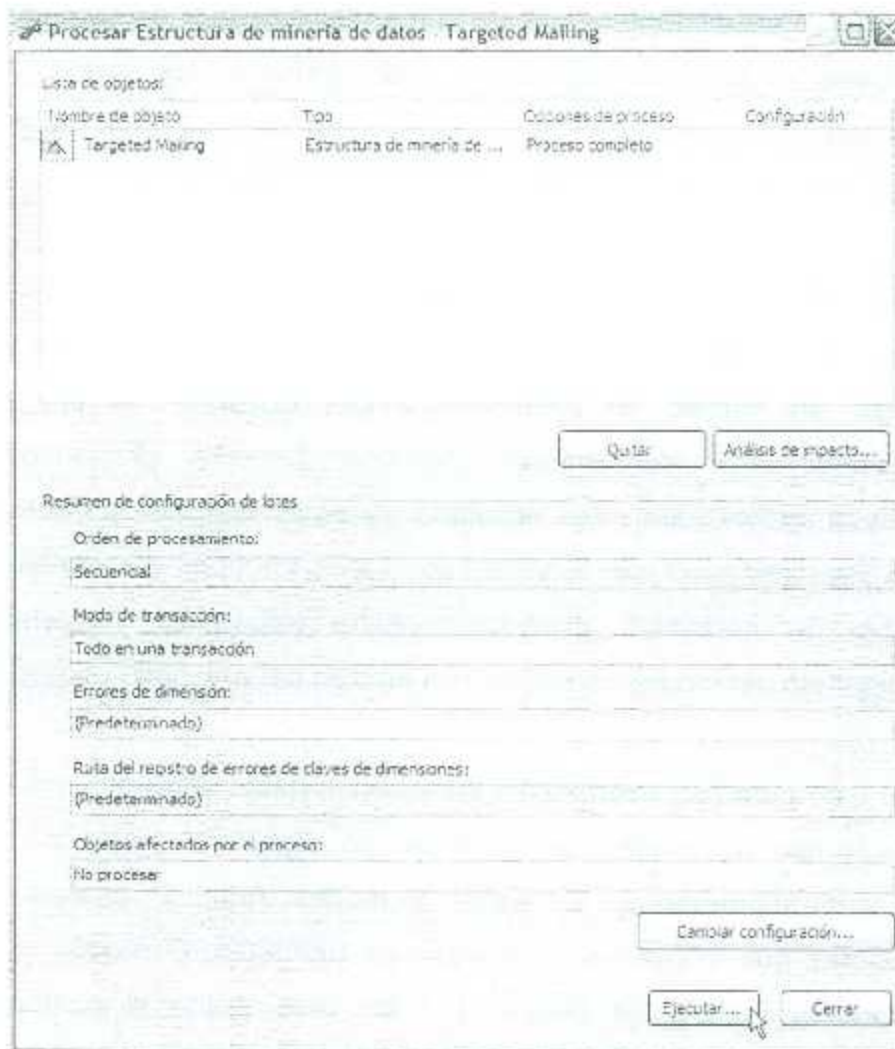 Procesar Estructura de minería de datos - Targeted Mailing
Lista de objetos:
Nombre de objeto Tipo Opciones de proceso Configuración
Targeted Mailing Estructura de minería de ... Proceso completo
Quitar Análisis de impacto...
Resumen de configuración de lotes
Orden de procesamiento:
Secuencial
Modo de transacción:
Todo en una transacción
Errores de dimensión:
(Predeterminado)
Ruta del registro de errores de claves de dimensiones:
(Predeterminado)
Objetos afectados por el proceso:
No procesar
Cambiar configuración...
Ejecutar... Cerrar